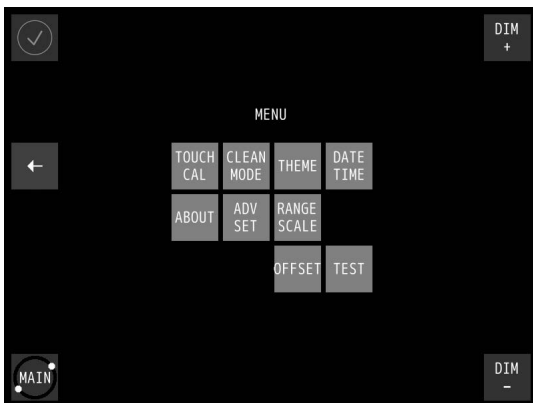 DIM
+
MENU
TOUCH
CAL
CLEAN
MODE
THEME
DATE
TIME
ABOUT
ADV
SET
RANGE
SCALE
OFFSET
TEST
MAIN
DIM
-